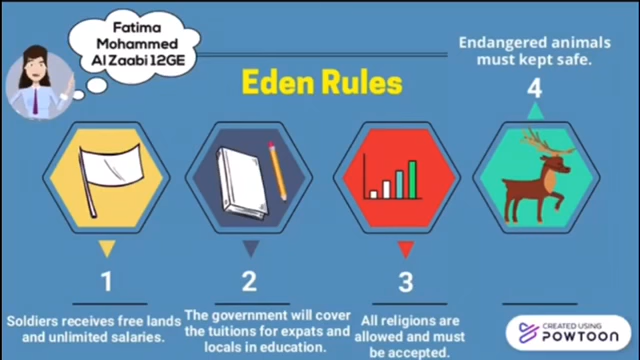 Fatima
Mohammed
Al Zaabi 12GE
Eden Rules
Endangered animals
must kept safe.
4
1
Soldiers receives free lands
and unlimited salaries.
2
The government will cover
the tuitions for expats and
locals in education.
3
All religions are
allowed and must
be accepted.
CREATED USING
POWTOON